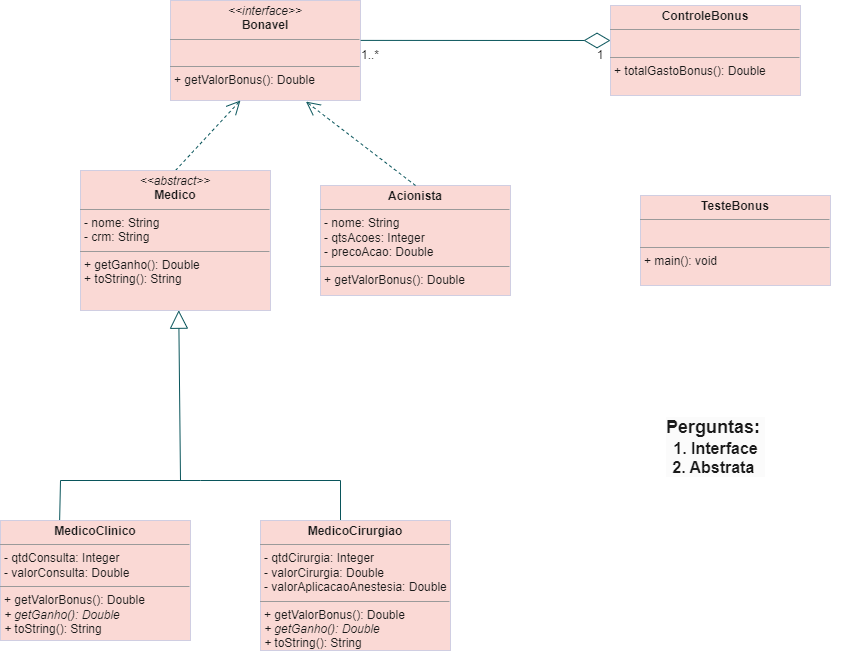 <<interface>>
Bonavel
+ getValorBonus(): Double
1..*
1
ControleBonus
+ totalGastoBonus(): Double
<<abstract>>
Medico
- nome: String
- crm: String
+ getGanho(): Double
+ toString(): String
Acionista
- nome: String
- qtsAcoes: Integer
- precoAcao: Double
+ getValorBonus(): Double
TesteBonus
+ main(): void
Perguntas:
1. Interface
2. Abstrata
MedicoClinico
- qtdConsulta: Integer
- valorConsulta: Double
+ getValorBonus(): Double
+ getGanho(): Double
+ toString(): String
MedicoCirurgiao
- qtdCirurgia: Integer
- valorCirurgia: Double
- valorAplicacaoAnestesia: Double
+ getValorBonus(): Double
+ getGanho(): Double
+ toString(): String